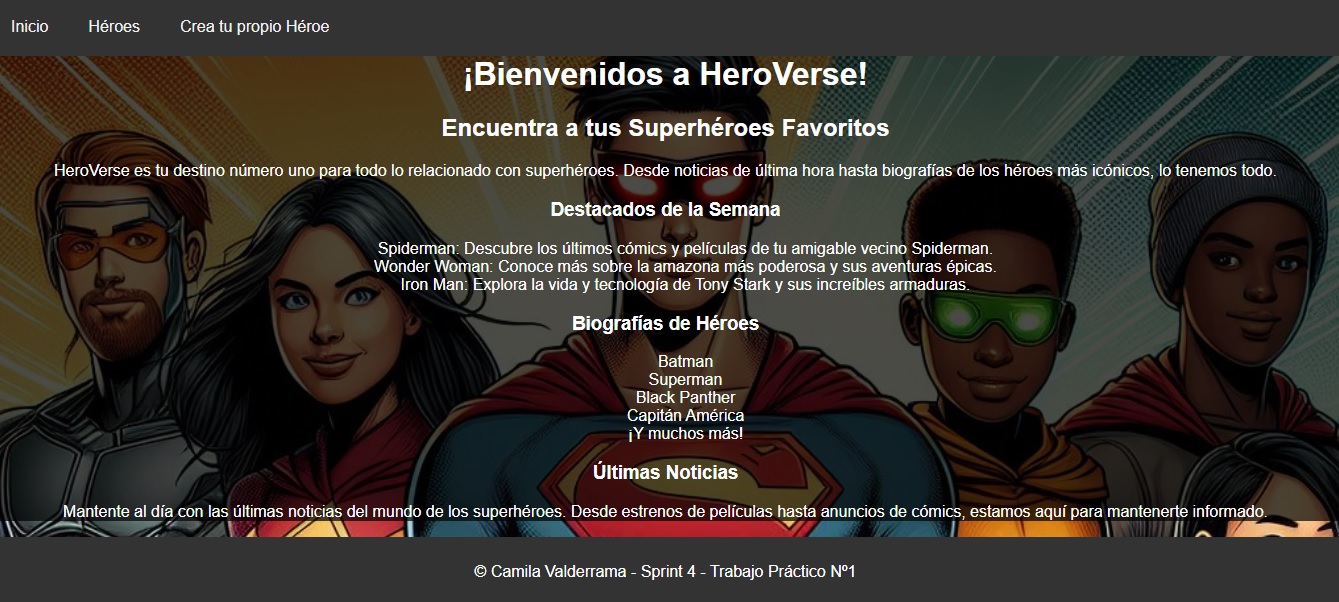 Inicio Héroes Crea tu propio Héroe
¡Bienvenidos a HeroVerse!
Encuentra a tus Superhéroes Favoritos
HeroVerse es tu destino número uno para todo lo relacionado con superhéroes. Desde noticias de última hora hasta biografías de los héroes más icónicos, lo tenemos todo.
Destacados de la Semana
Spiderman: Descubre los últimos cómics y películas de tu amigable vecino Spiderman.
Wonder Woman: Conoce más sobre la amazona más poderosa y sus aventuras épicas.
Iron Man: Explora la vida y tecnología de Tony Stark y sus increíbles armaduras.
Biografías de Héroes
Batman
Superman
Black Panther
Capitán América
¡Y muchos más!
Últimas Noticias
Mantente al día con las últimas noticias del mundo de los superhéroes. Desde estrenos de películas hasta anuncios de cómics, estamos aquí para mantenerte informado.
© Camila Valderrama - Sprint 4 - Trabajo Práctico Nº1